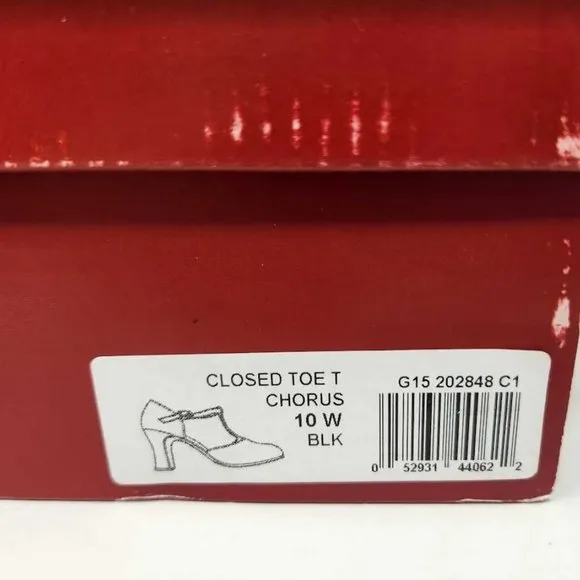 CLOSED TOE T
CHORUS
10 W
BLK
G15 202848 C1
0 52931 44062 2